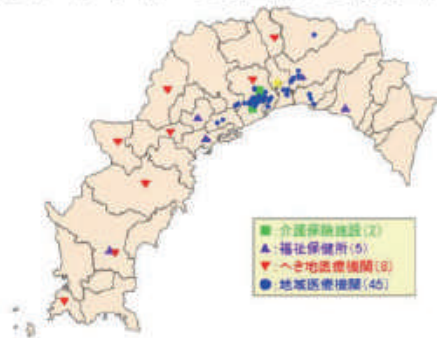 ■ :介護保険施設(2)
▲ :福祉保健所(5)
▼ :へき地医療機関(8)
● :地域医療機関(45)